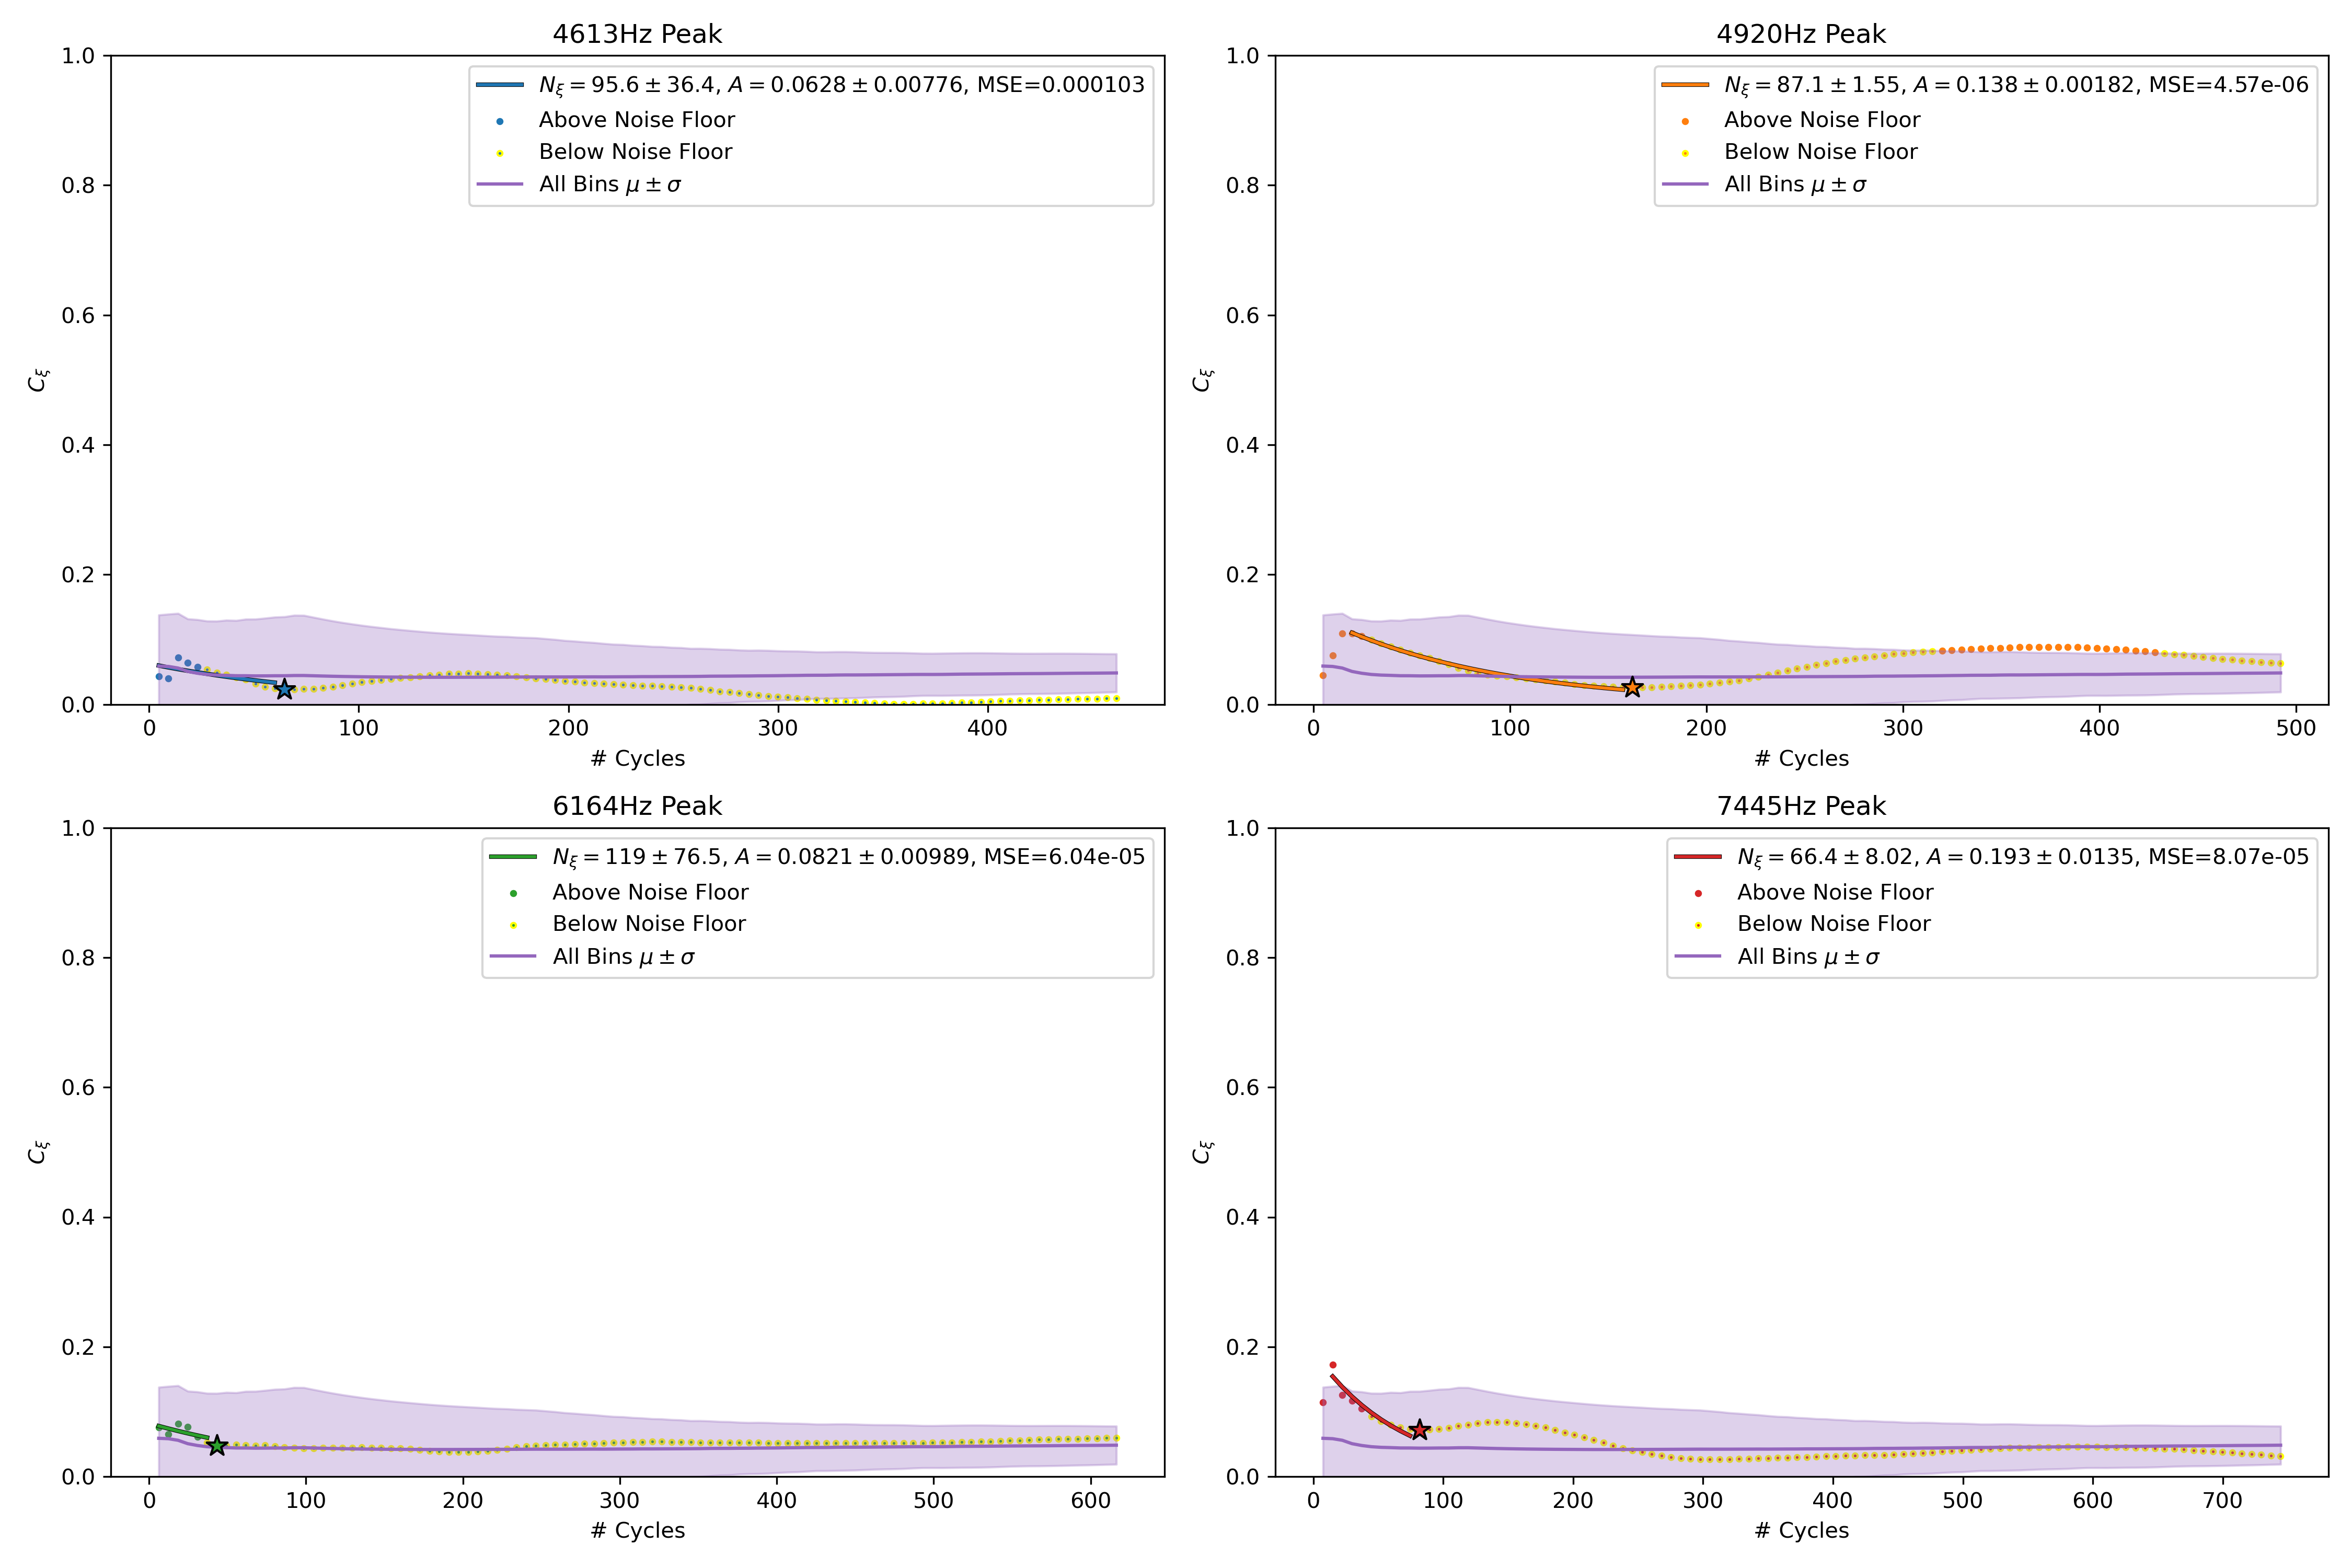 4613Hz Peak
1.0
0.8
0.6
0.4
0.2
0.0
0 100 200 300 400
# Cycles
Cξ
Nξ = 95.6 ± 36.4, A = 0.0628 ± 0.00776, MSE=0.000103
Above Noise Floor
Below Noise Floor
All Bins μ ± σ
4920Hz Peak
1.0
0.8
0.6
0.4
0.2
0.0
0 100 200 300 400 500
# Cycles
Cξ
Nξ = 87.1 ± 1.55, A = 0.138 ± 0.00182, MSE=4.57e-06
Above Noise Floor
Below Noise Floor
All Bins μ ± σ
6164Hz Peak
1.0
0.8
0.6
0.4
0.2
0.0
0 100 200 300 400 500 600
# Cycles
Cξ
Nξ = 119 ± 76.5, A = 0.0821 ± 0.00989, MSE=6.04e-05
Above Noise Floor
Below Noise Floor
All Bins μ ± σ
7445Hz Peak
1.0
0.8
0.6
0.4
0.2
0.0
0 100 200 300 400 500 600 700
# Cycles
Cξ
Nξ = 66.4 ± 8.02, A = 0.193 ± 0.0135, MSE=8.07e-05
Above Noise Floor
Below Noise Floor
All Bins μ ± σ